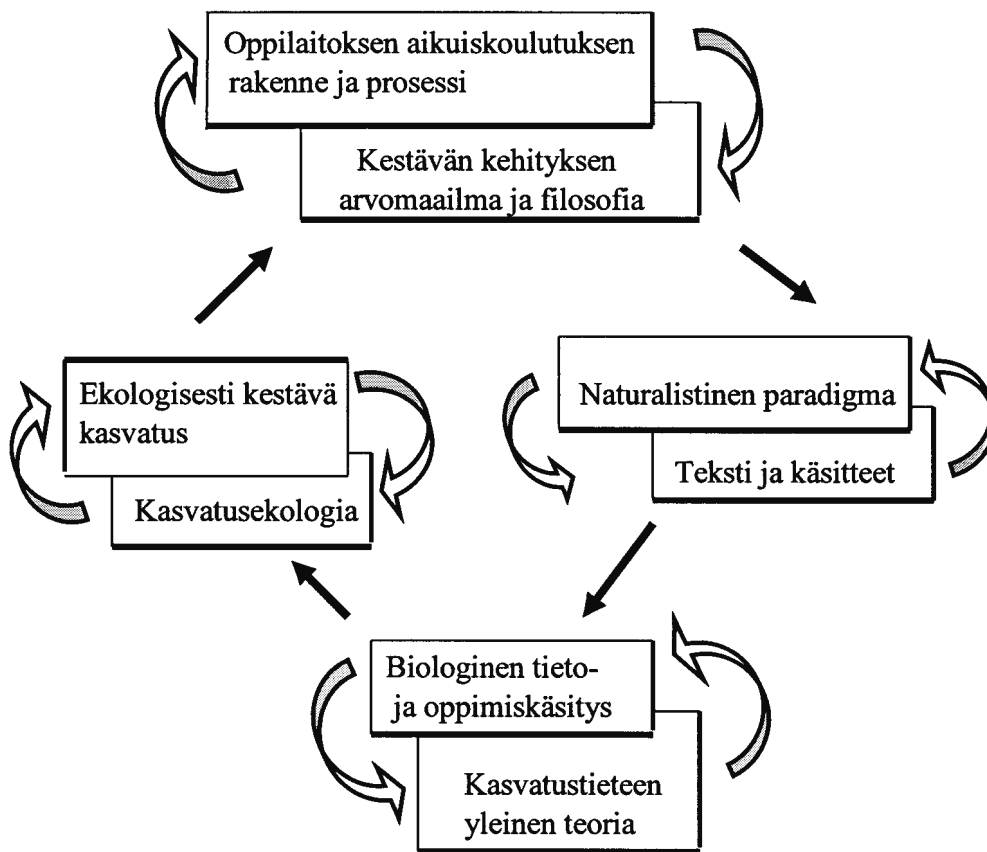 Oppilaitoksen aikuiskoulutuksen
rakenne ja prosessi
Kestävän kehityksen
arvomaailma ja filosofia
Ekologisesti kestävä
kasvatus
Kasvatusekologia
Naturalistinen paradigma
Teksti ja käsitteet
Biologinen tieto-
ja oppimiskäsitys
Kasvatustieteen
yleinen teoria